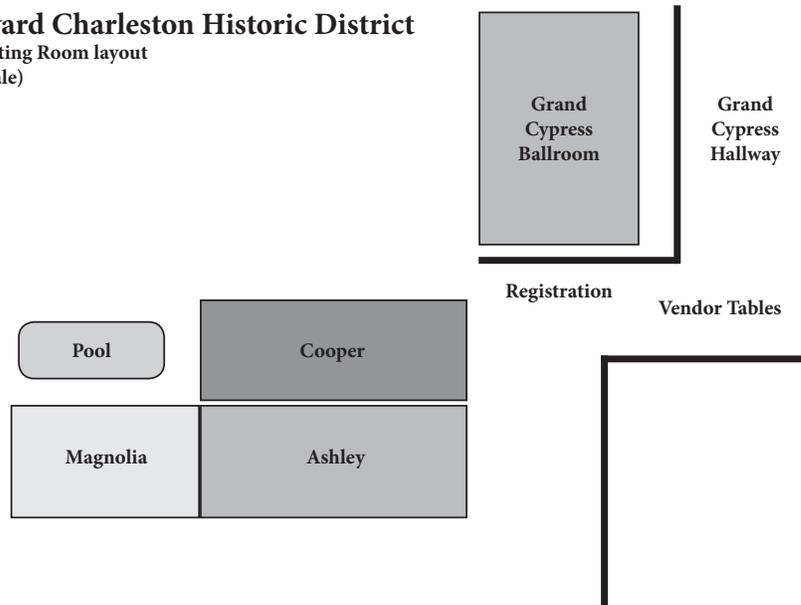 ard Charleston Historic District
ting Room layout
le)
Grand
Cypress
Ballroom
Grand
Cypress
Hallway
Registration
Vendor Tables
Pool
Cooper
Magnolia
Ashley